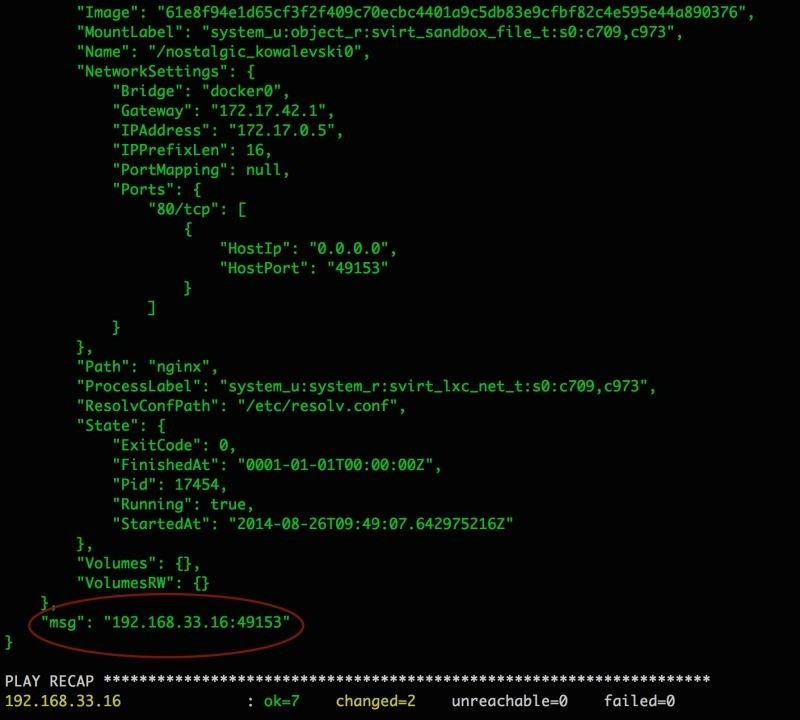 "Image": "61e8f94e1d65cf3f2f409c70ecbc4401a9c5db83e9cfbf82c4e595e44a890376",
"MountLabel": "system_u:object_r:svirt_sandbox_file_t:s0:c709,c973",
"Name": "/nostalgic_kowalevski0",
"NetworkSettings": {
"Bridge": "docker0",
"Gateway": "172.17.42.1",
"IPAddress": "172.17.0.5",
"IPPrefixLen": 16,
"PortMapping": null,
"Ports": {
"80/tcp": [
{
"HostIp": "0.0.0.0",
"HostPort": "49153"
}
]
}
},
"Path": "nginx",
"ProcessLabel": "system_u:system_r:svirt_lxc_net_t:s0:c709,c973",
"ResolvConfPath": "/etc/resolv.conf",
"State": {
"ExitCode": 0,
"FinishedAt": "0001-01-01T00:00:00Z",
"Pid": 17454,
"Running": true,
"StartedAt": "2014-08-26T09:49:07.642975216Z"
},
"Volumes": {},
"VolumesRW": {}
},
"msg": "192.168.33.16:49153"
}
PLAY RECAP ********************************************************************
192.168.33.16 : ok=7 changed=2 unreachable=0 failed=0